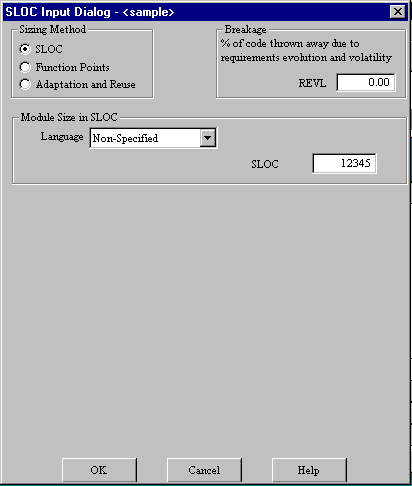 SLOC Input Dialog - <sample>
Sizing Method
SLOC
Function Points
Adaptation and Reuse
Breakage
% of code thrown away due to
requirements evolution and volatility
REVL 0.00
Module Size in SLOC
Language Non-Specified
SLOC 12345
OK Cancel Help